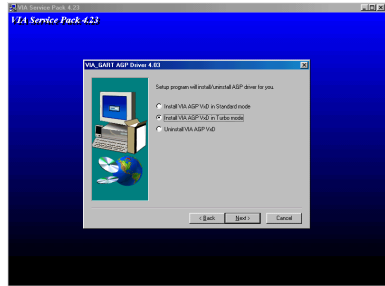 VIA Service Pack 4.23
VIA Service Pack 4.23
VIA_GART AGP Driver 4.03
Setup program will install/uninstall AGP driver for you.
Install VIA AGP VxD in Standard mode
Install VIA AGP VxD in Turbo mode
Uninstall VIA AGP VxD
< Back
Next >
Cancel